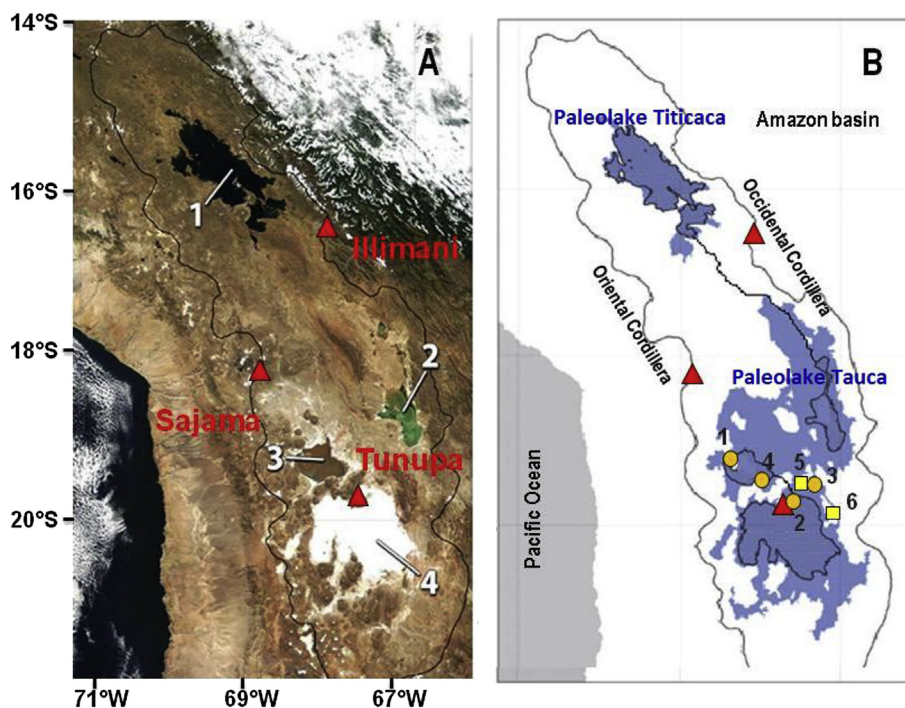 14°S
16°S
18°S
20°S
71°W
69°W
67°W
A
1
Illimani
2
Sajama
3
Tunupa
4
B
Paleolake Titicaca
Amazon basin
Occidental Cordillera
Oriental Cordillera
Paleolake Tauca
Pacific Ocean
1
4
5
3
6
2